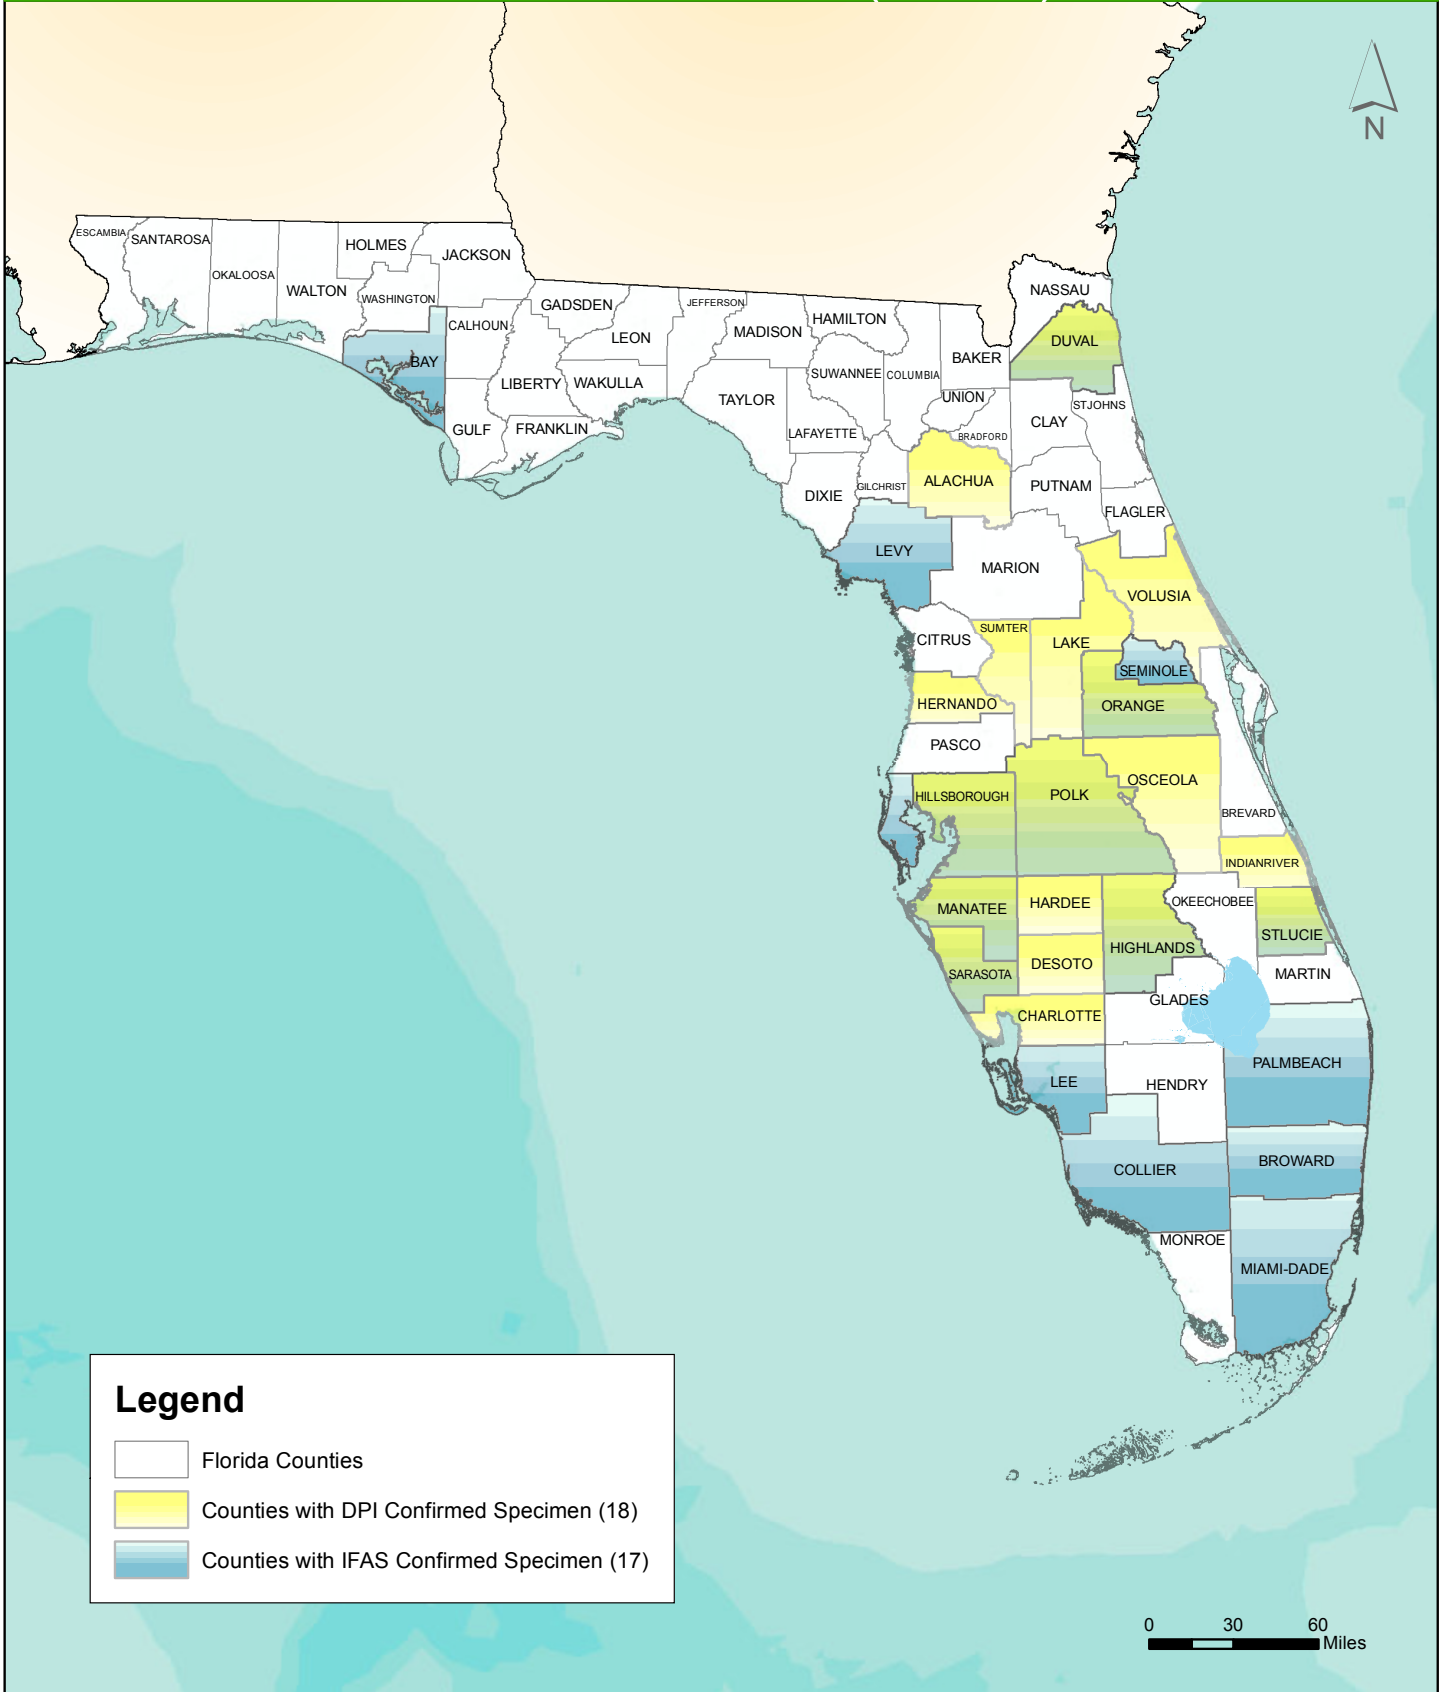 N
ESCAMBIA
SANTAROSA
OKALOOSA
WALTON
HOLMES
JACKSON
WASHINGTON
BAY
CALHOUN
GULF
GADSDEN
LIBERTY
FRANKLIN
LEON
WAKULLA
JEFFERSON
MADISON
TAYLOR
HAMILTON
SUWANNEE
LAFAYETTE
COLUMBIA
DIXIE
GILCHRIST
BAKER
UNION
BRADFORD
NASSAU
DUVAL
CLAY
STJOHNS
ALACHUA
PUTNAM
FLAGLER
LEVY
MARION
VOLUSIA
CITRUS
SUMTER
LAKE
SEMINOLE
HERNANDO
ORANGE
PASCO
HILLSBOROUGH
POLK
OSCEOLA
BREVARD
INDIANRIVER
MANATEE
HARDEE
HIGHLANDS
OKEECHOBEE
STLUCIE
SARASOTA
DESOTO
MARTIN
GLADES
CHARLOTTE
LEE
HENDRY
PALMBEACH
COLLIER
BROWARD
MONROE
MIAMI-DADE
Legend
Florida Counties
Counties with DPI Confirmed Specimen (18)
Counties with IFAS Confirmed Specimen (17)
0 30 60
Miles